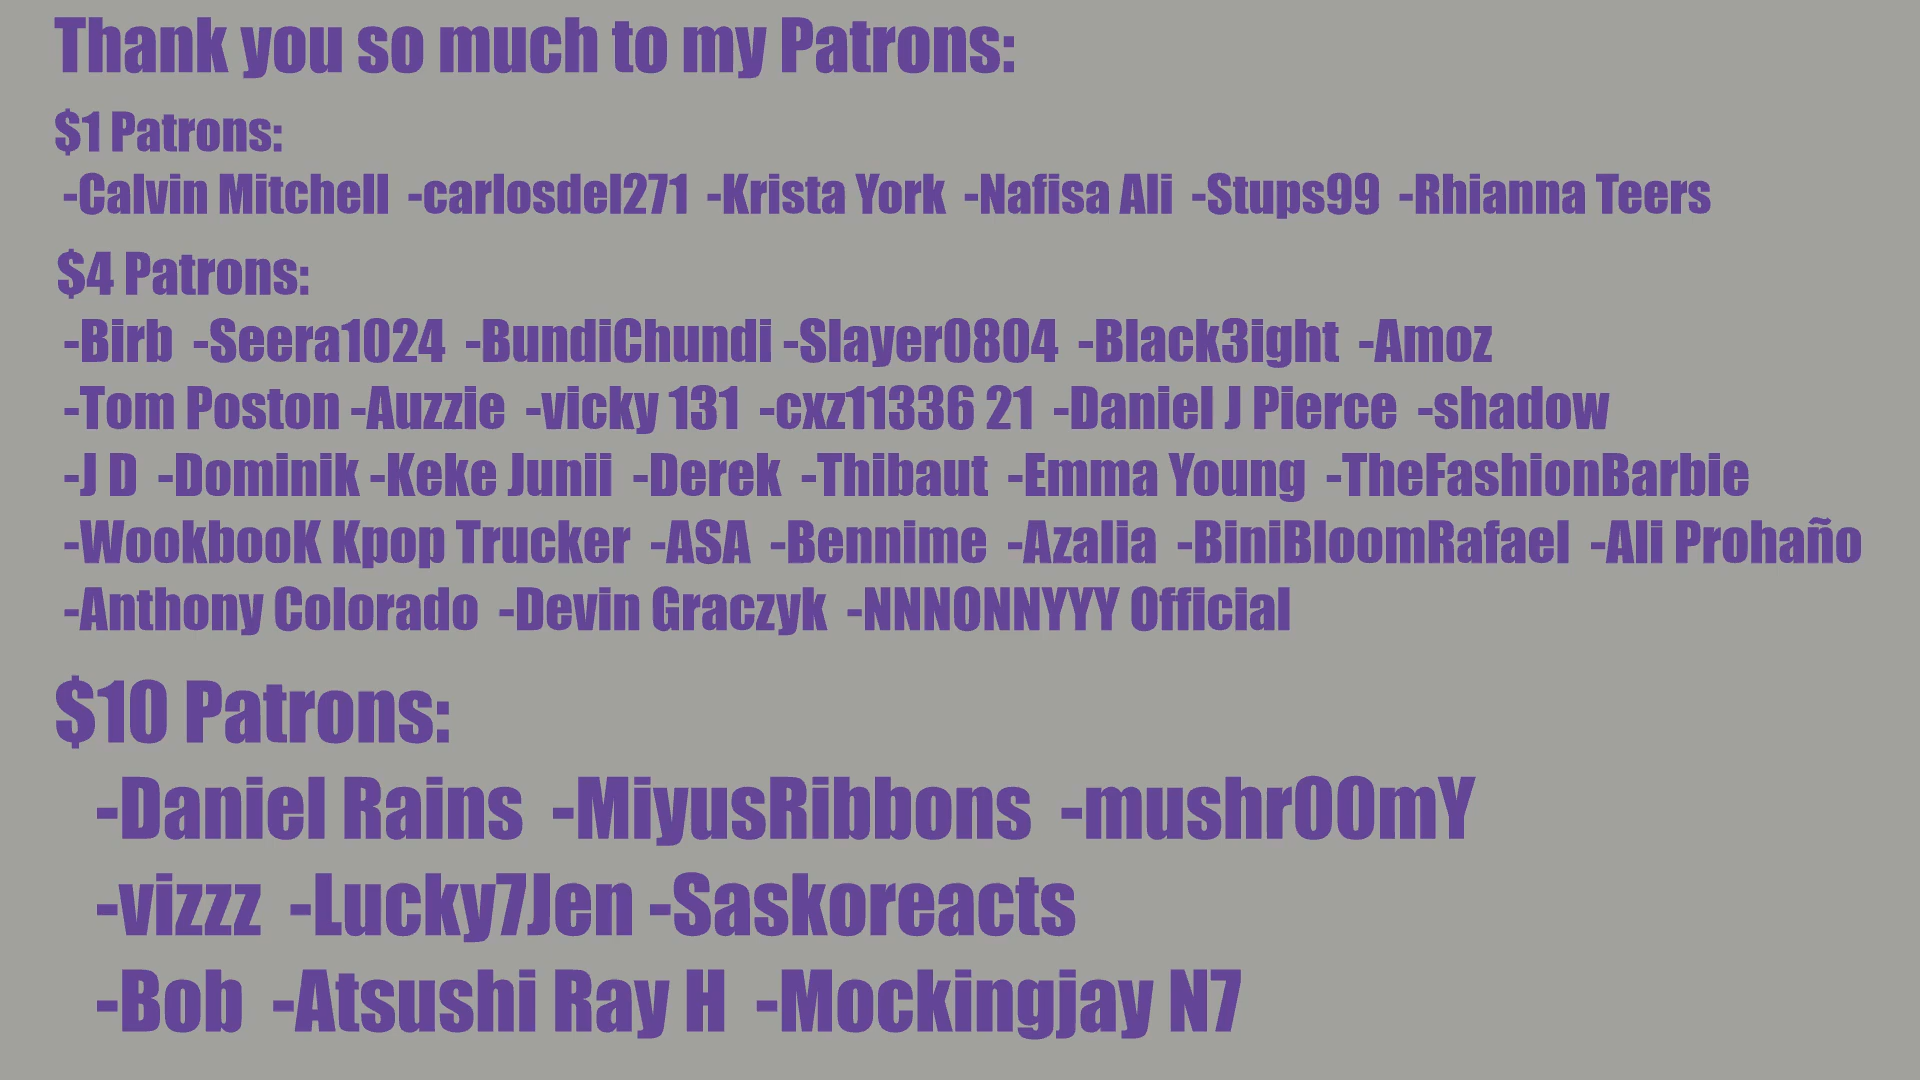 Thank you so much to my Patrons:
$1 Patrons:
-Calvin Mitchell -carlosdel271 -Krista York -Nafisa Ali -Stups99 -Rhianna Teers
$4 Patrons:
-Birb -Seera1024 -BundiChundi -Slayer0804 -Black3ight -Amoz
-Tom Poston -Auzzie -vicky 131 -cxz11336 21 -Daniel J Pierce -shadow
-J D -Dominik -Keke Junii -Derek -Thibaut -Emma Young -TheFashionBarbie
-WookbooK Kpop Trucker -ASA -Bennime -Azalia -BiniBloomRafael -Ali Prohaño
-Anthony Colorado -Devin Graczyk -NNNONNYYY Official
$10 Patrons:
-Daniel Rains -MiyusRibbons -mushr00mY
-vizzz -Lucky7Jen -Saskoreacts
-Bob -Atsushi Ray H -Mockingjay N7